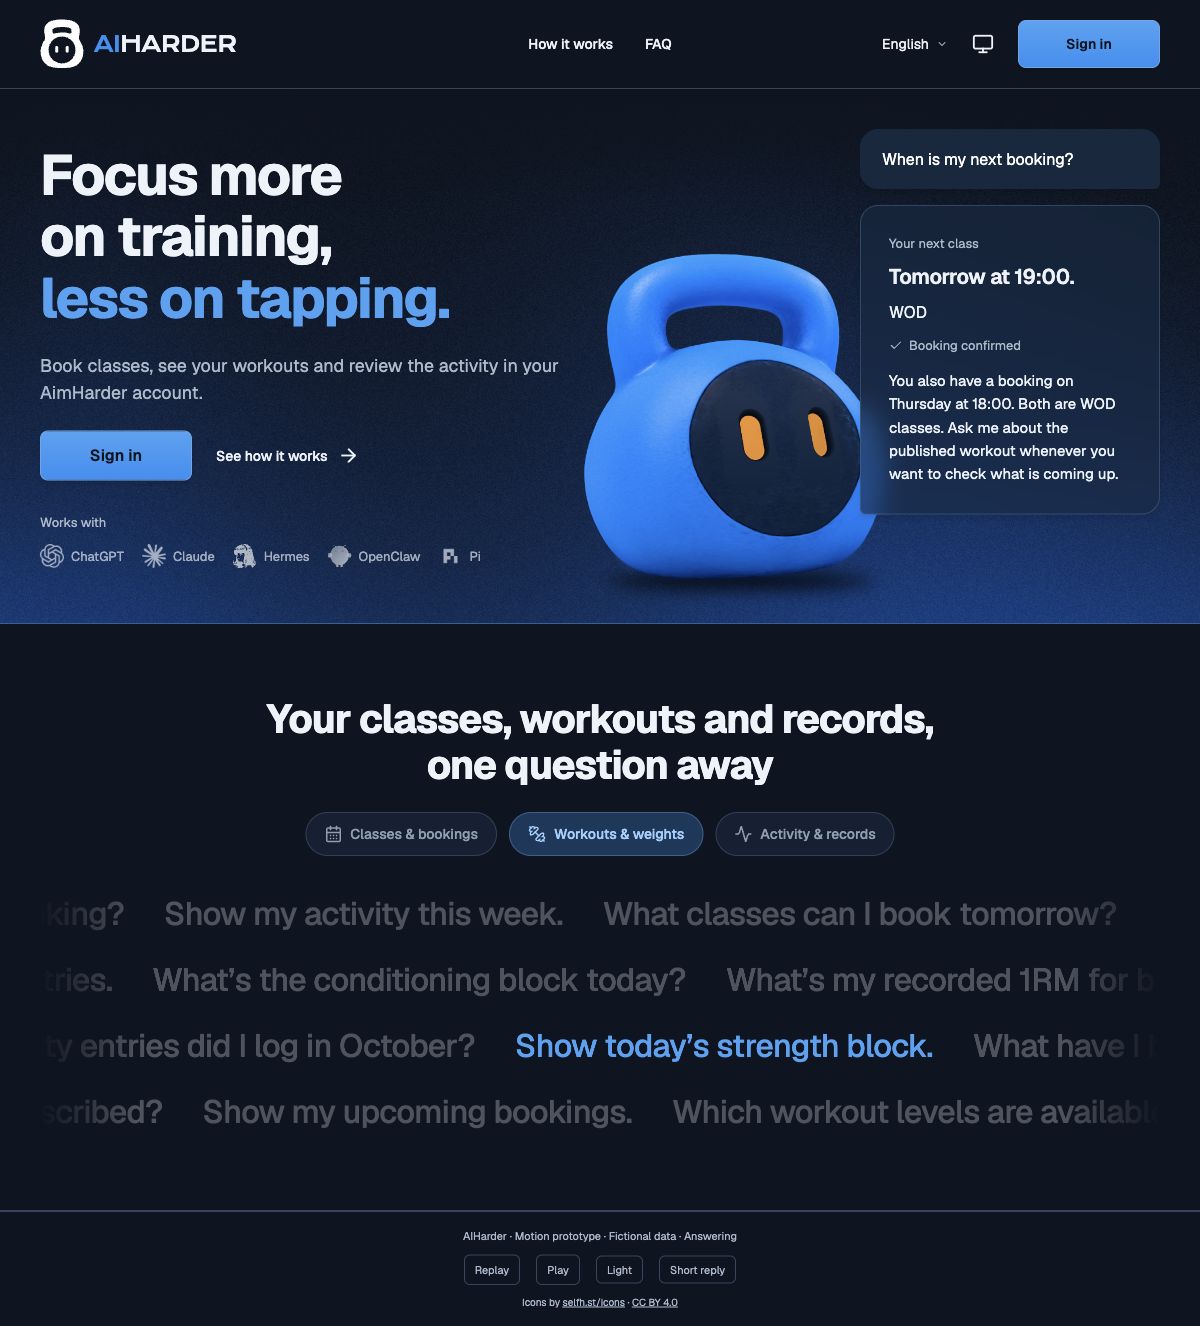 AIHARDER
How it works
FAQ
English
Sign in
Focus more
on training,
less on tapping.
Book classes, see your workouts and review the activity in your
AimHarder account.
Sign in
See how it works
Works with
ChatGPT
Claude
Hermes
OpenClaw
Pi
When is my next booking?
Your next class
Tomorrow at 19:00.
WOD
Booking confirmed
You also have a booking on
Thursday at 18:00. Both are WOD
classes. Ask me about the
published workout whenever you
want to check what is coming up.
Your classes, workouts and records,
one question away
Classes & bookings
Workouts & weights
Activity & records
king? Show my activity this week. What classes can I book tomorrow?
tries. What’s the conditioning block today? What’s my recorded 1RM for b
ty entries did I log in October? Show today’s strength block. What have I b
scribed? Show my upcoming bookings. Which workout levels are available
AIHarder · Motion prototype · Fictional data · Answering
Replay
Play
Light
Short reply
Icons by selfh.st/icons · CC BY 4.0